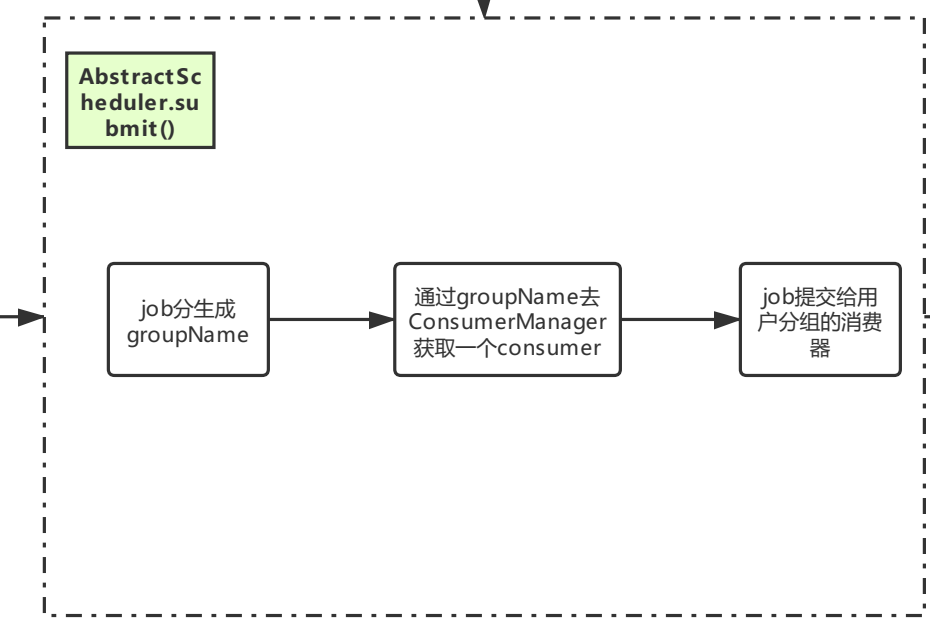 AbstractSc
heduler.su
bmit()
job分生成
groupName
通过groupName去
ConsumerManager
获取一个consumer
job提交给用
户分组的消费
器